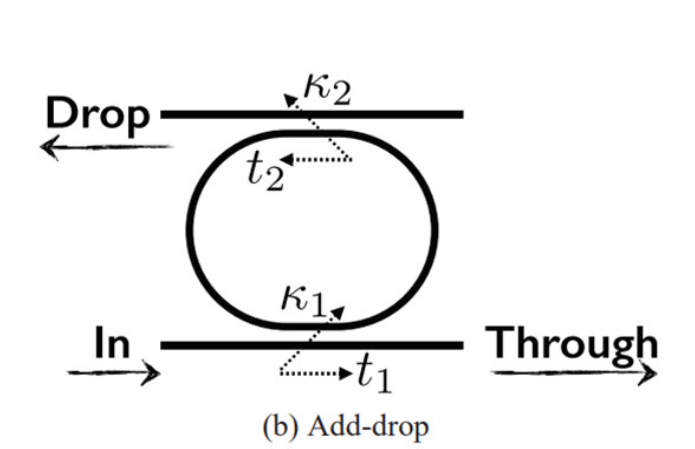 κ₂
Drop
t₂
κ₁
In
Through
t₁
(b) Add-drop